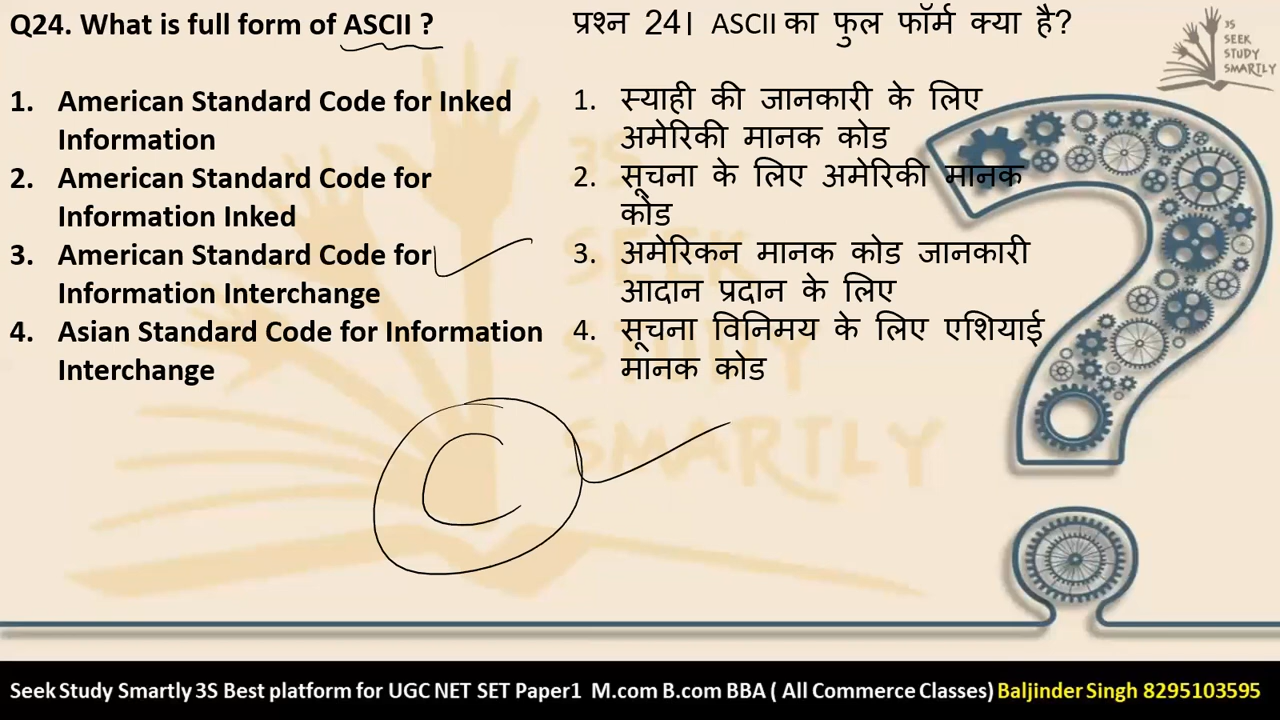 Q24. What is full form of ASCII ?
1. American Standard Code for Inked
Information
2. American Standard Code for
Information Inked
3. American Standard Code for
Information Interchange
4. Asian Standard Code for Information
Interchange
प्रश्न 24। ASCII का फुल फॉर्म क्या है?
1. स्याही की जानकारी के लिए
अमेरिकी मानक कोड
2. सूचना के लिए अमेरिकी मानक
कोड
3. अमेरिकन मानक कोड जानकारी
आदान प्रदान के लिए
4. सूचना विनिमय के लिए एशियाई
मानक कोड
C
3S
SEEK
STUDY
SMARTLY
3S
SEEK
STUDY
SMARTLY
Seek Study Smartly 3S Best platform for UGC NET SET Paper1 M.com B.com BBA ( All Commerce Classes) Baljinder Singh 8295103595